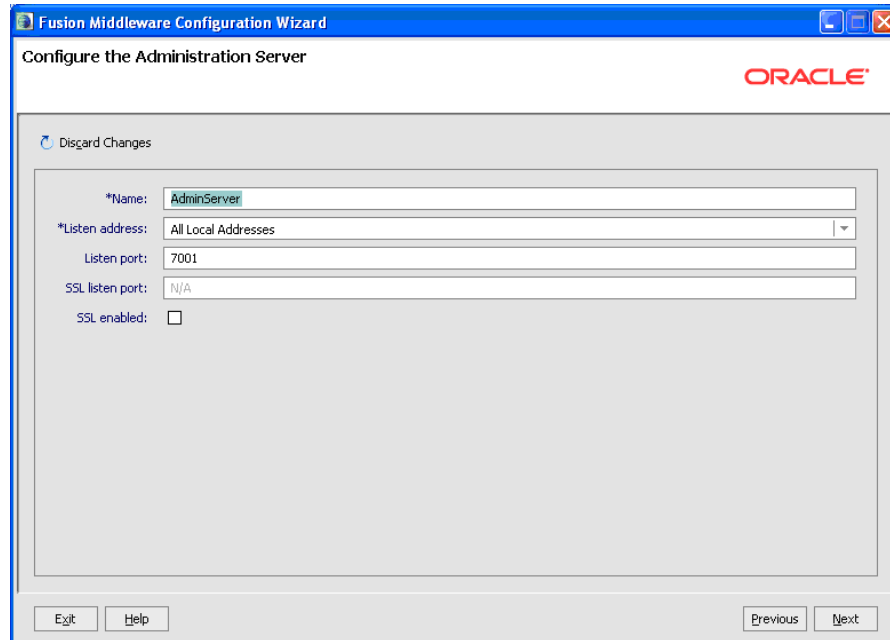 Fusion Middleware Configuration Wizard
Configure the Administration Server
ORACLE
Discard Changes
*Name: AdminServer
*Listen address: All Local Addresses
Listen port: 7001
SSL listen port: N/A
SSL enabled:
Exit Help Previous Next